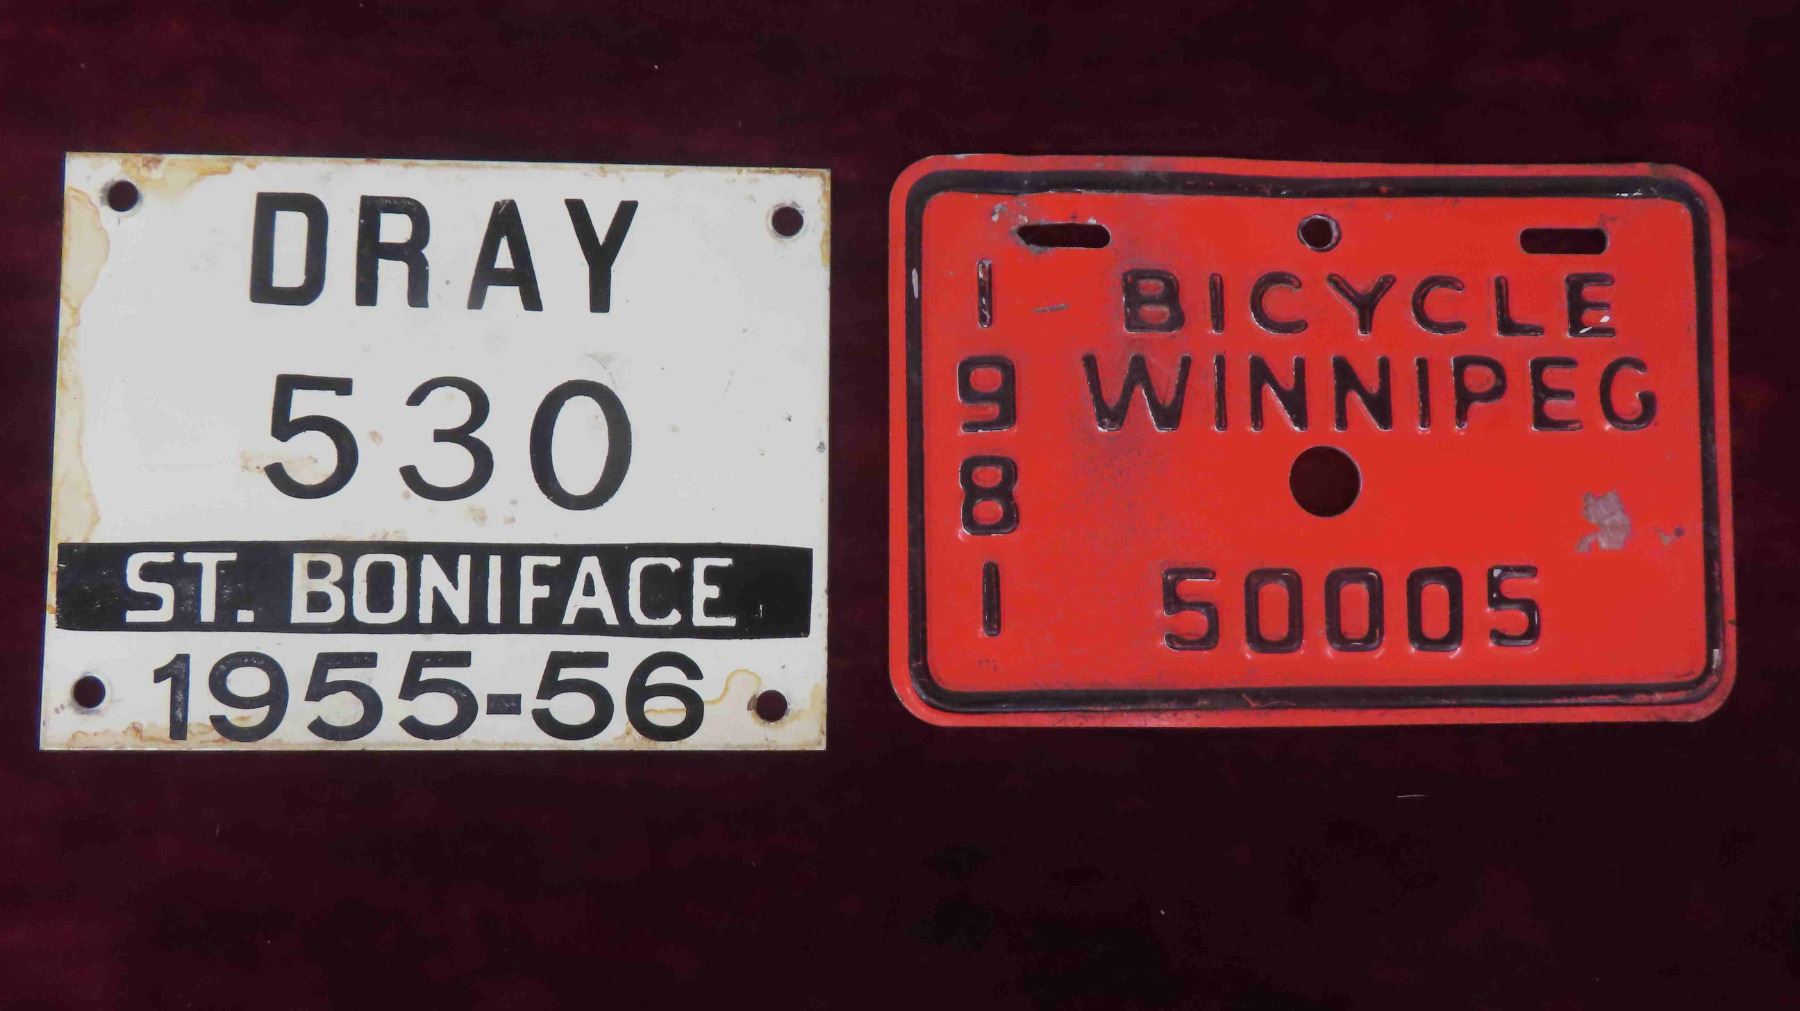 DRAY
530
ST. BONIFACE
1955-56
1981
BICYCLE
WINNIPEG
50005